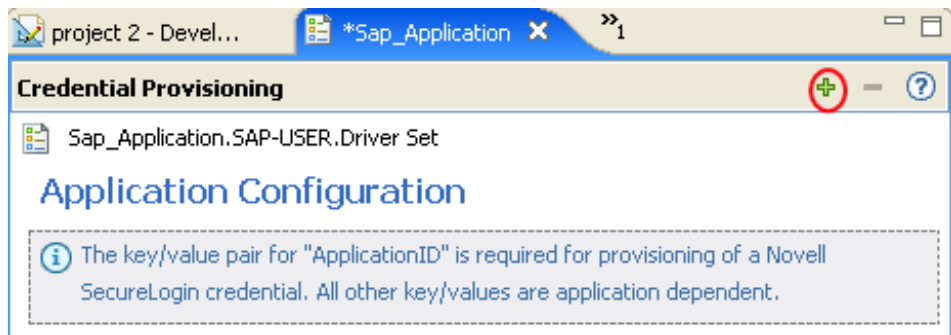 project 2 - Devel...
*Sap_Application
»1
Credential Provisioning
Sap_Application.SAP-USER.Driver Set
Application Configuration
The key/value pair for "ApplicationID" is required for provisioning of a Novell
SecureLogin credential. All other key/values are application dependent.